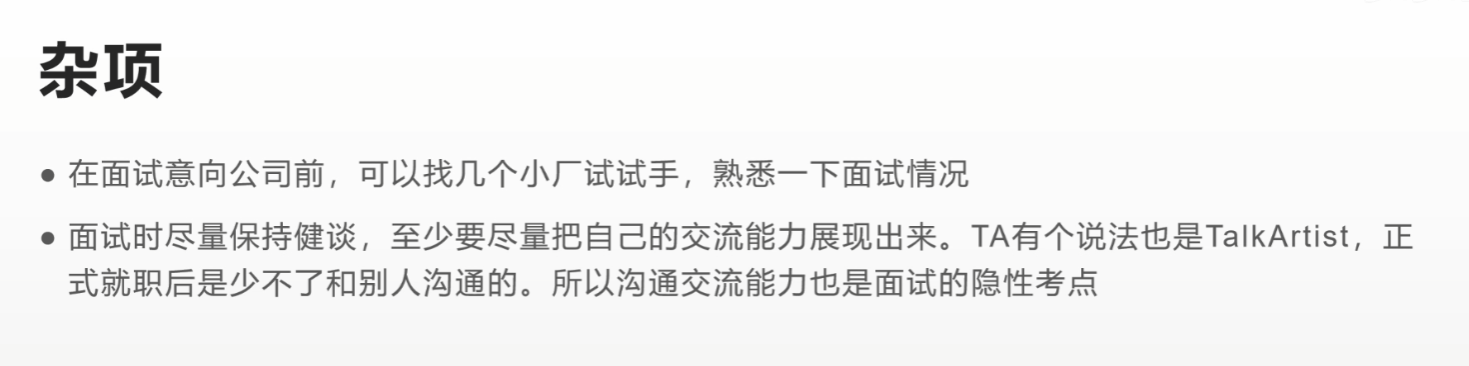 杂项
• 在面试意向公司前，可以找几个小厂试试手，熟悉一下面试情况
• 面试时尽量保持健谈，至少要尽量把自己的交流能力展现出来。TA有个说法也是TalkArtist，正
式就职后是少不了和别人沟通的。所以沟通交流能力也是面试的隐性考点